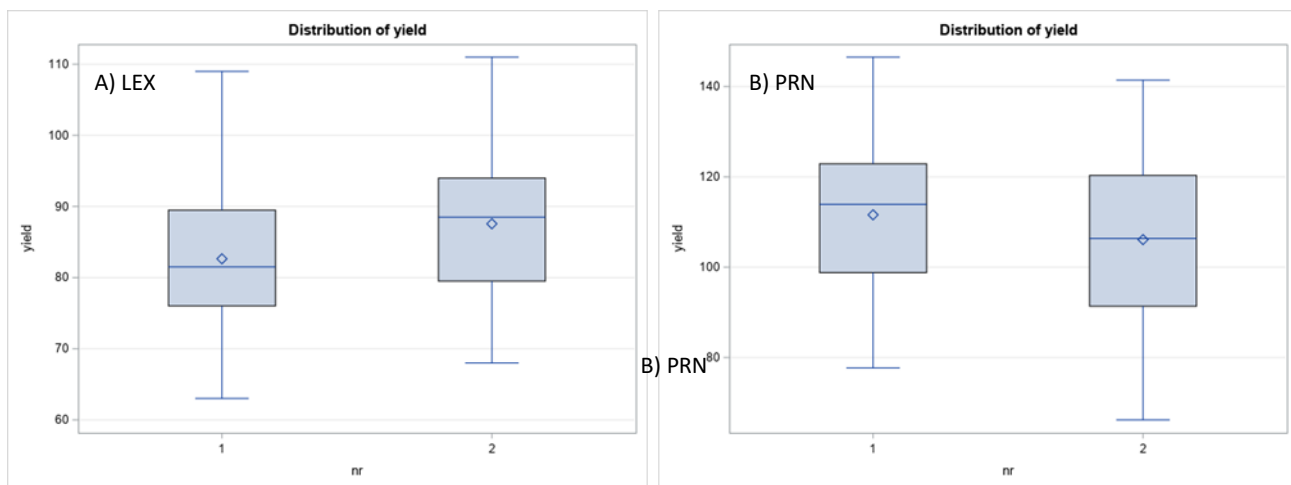 Distribution of yield
A) LEX
110
100
90
80
70
60
yield
1
2
nr
Distribution of yield
B) PRN
140
120
100
80
yield
B) PRN
1
2
nr